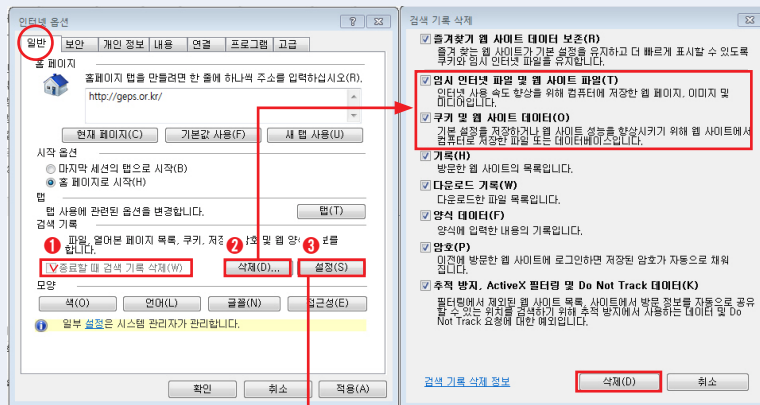 인터넷 옵션
일반
보안
개인 정보
내용
연결
프로그램
고급
홈 페이지
홈페이지 탭을 만들려면 한 줄에 하나씩 주소를 입력하십시오(R).
http://geps.or.kr/
현재 페이지(C)
기본값 사용(F)
새 탭 사용(U)
시작 옵션
마지막 세션의 탭으로 시작(B)
홈 페이지로 시작(H)
탭
탭 사용에 관련된 옵션을 변경합니다.
탭(T)
검색 기록
파일, 열어본 페이지 목록, 쿠키, 및 웹
합니다.
1
2
3
종료할 때 검색 기록 삭제(W)
삭제(D)...
설정(S)
모양
색(O)
언어(L)
글꼴(N)
접근성(E)
일부 설정은 시스템 관리자가 관리합니다.
확인
취소
적용(A)
검색 기록 삭제
즐겨찾기 웹 사이트 데이터 보존(R)
즐겨 찾는 웹 사이트가 기본 설정을 유지하고 더 빠르게 표시할 수 있도록
쿠키와 임시 인터넷 파일을 유지합니다.
임시 인터넷 파일 및 웹 사이트 파일(T)
인터넷 사용 속도 향상을 위해 컴퓨터에 저장한 웹 페이지, 이미지 및
미디어입니다.
쿠키 및 웹 사이트 데이터(O)
기본 설정을 저장하거나 웹 사이트 성능을 향상시키기 위해 웹 사이트에서
컴퓨터로 저장한 파일 또는 데이터베이스입니다.
기록(H)
방문한 웹 사이트의 목록입니다.
다운로드 기록(W)
다운로드한 파일 목록입니다.
양식 데이터(F)
양식에 입력한 내용의 기록입니다.
암호(P)
이전에 방문한 웹 사이트에 로그인하면 저장된 암호가 자동으로 채워
집니다.
추적 방지, ActiveX 필터링 및 Do Not Track 데이터(K)
필터링에서 제외된 웹 사이트 목록, 사이트에서 방문 정보를 자동으로 공유
할 수 있는 위치를 검색하기 위해 추적 방지에서 사용하는 데이터 및 Do
Not Track 요청에 대한 예외입니다.
검색 기록 삭제 정보
삭제(D)
취소